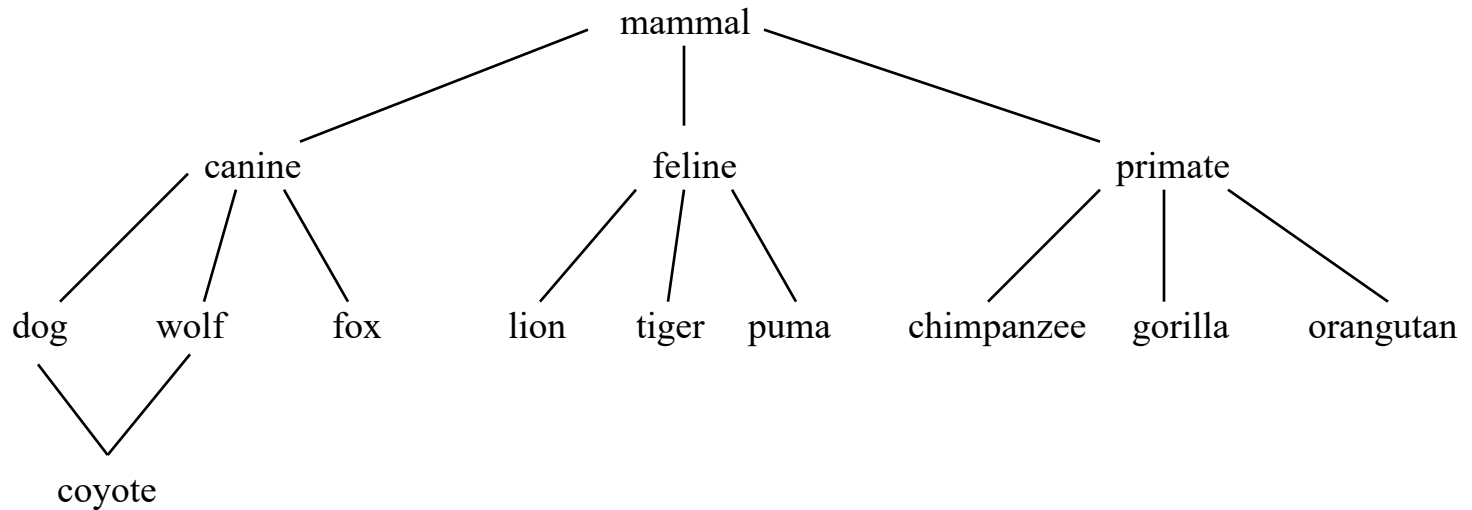 mammal
canine feline primate
dog wolf fox lion tiger puma chimpanzee gorilla orangutan
coyote